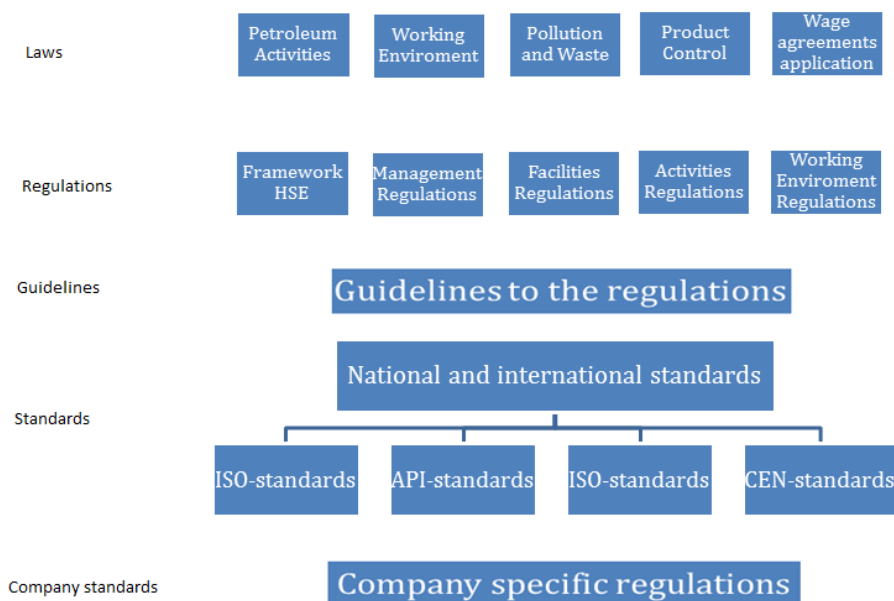 Laws
Petroleum
Activities
Working
Enviroment
Pollution
and Waste
Product
Control
Wage
agreements
application
Regulations
Framework
HSE
Management
Regulations
Facilities
Regulations
Activities
Regulations
Working
Enviroment
Regulations
Guidelines
Guidelines to the regulations
Standards
National and international standards
ISO-standards
API-standards
ISO-standards
CEN-standards
Company standards
Company specific regulations